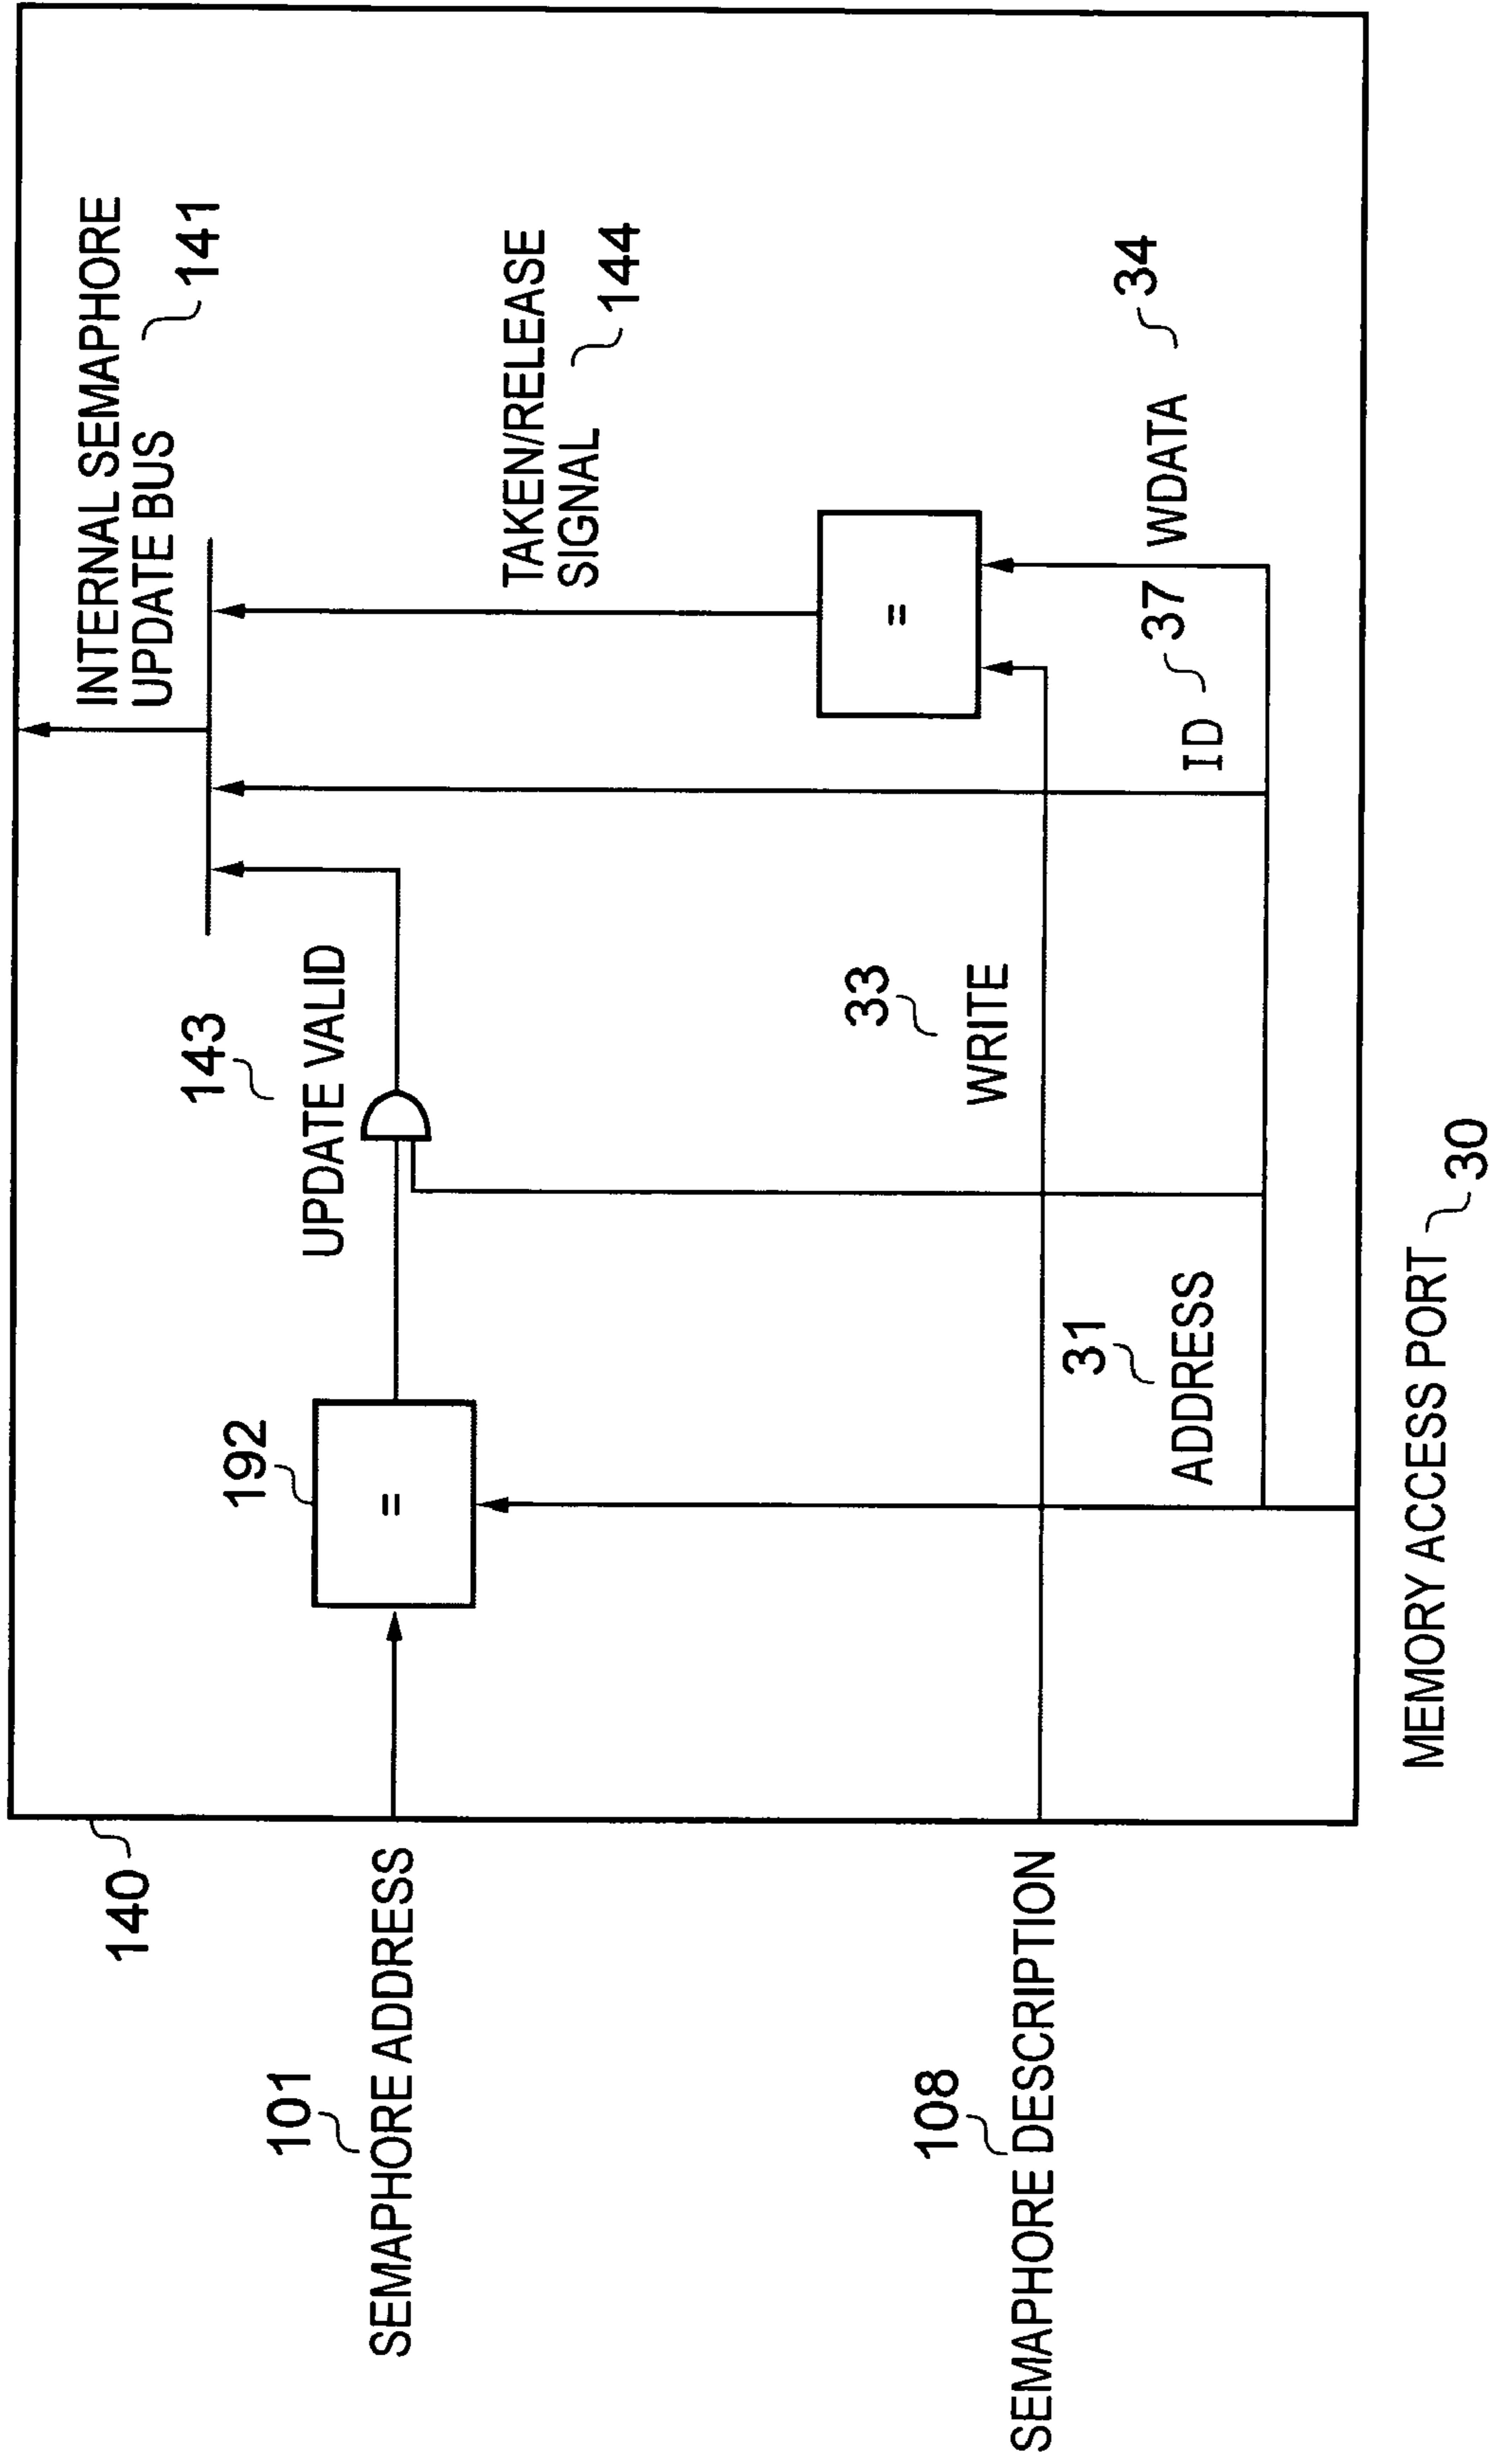 INTERNAL SEMAPHORE
UPDATE BUS
141
TAKEN/RELEASE
SIGNAL
144
143
UPDATE VALID
192
=
=
33
WRITE
31
ADDRESS
ID
37
WDATA
34
140
101
SEMAPHORE ADDRESS
108
SEMAPHORE DESCRIPTION
MEMORY ACCESS PORT
30